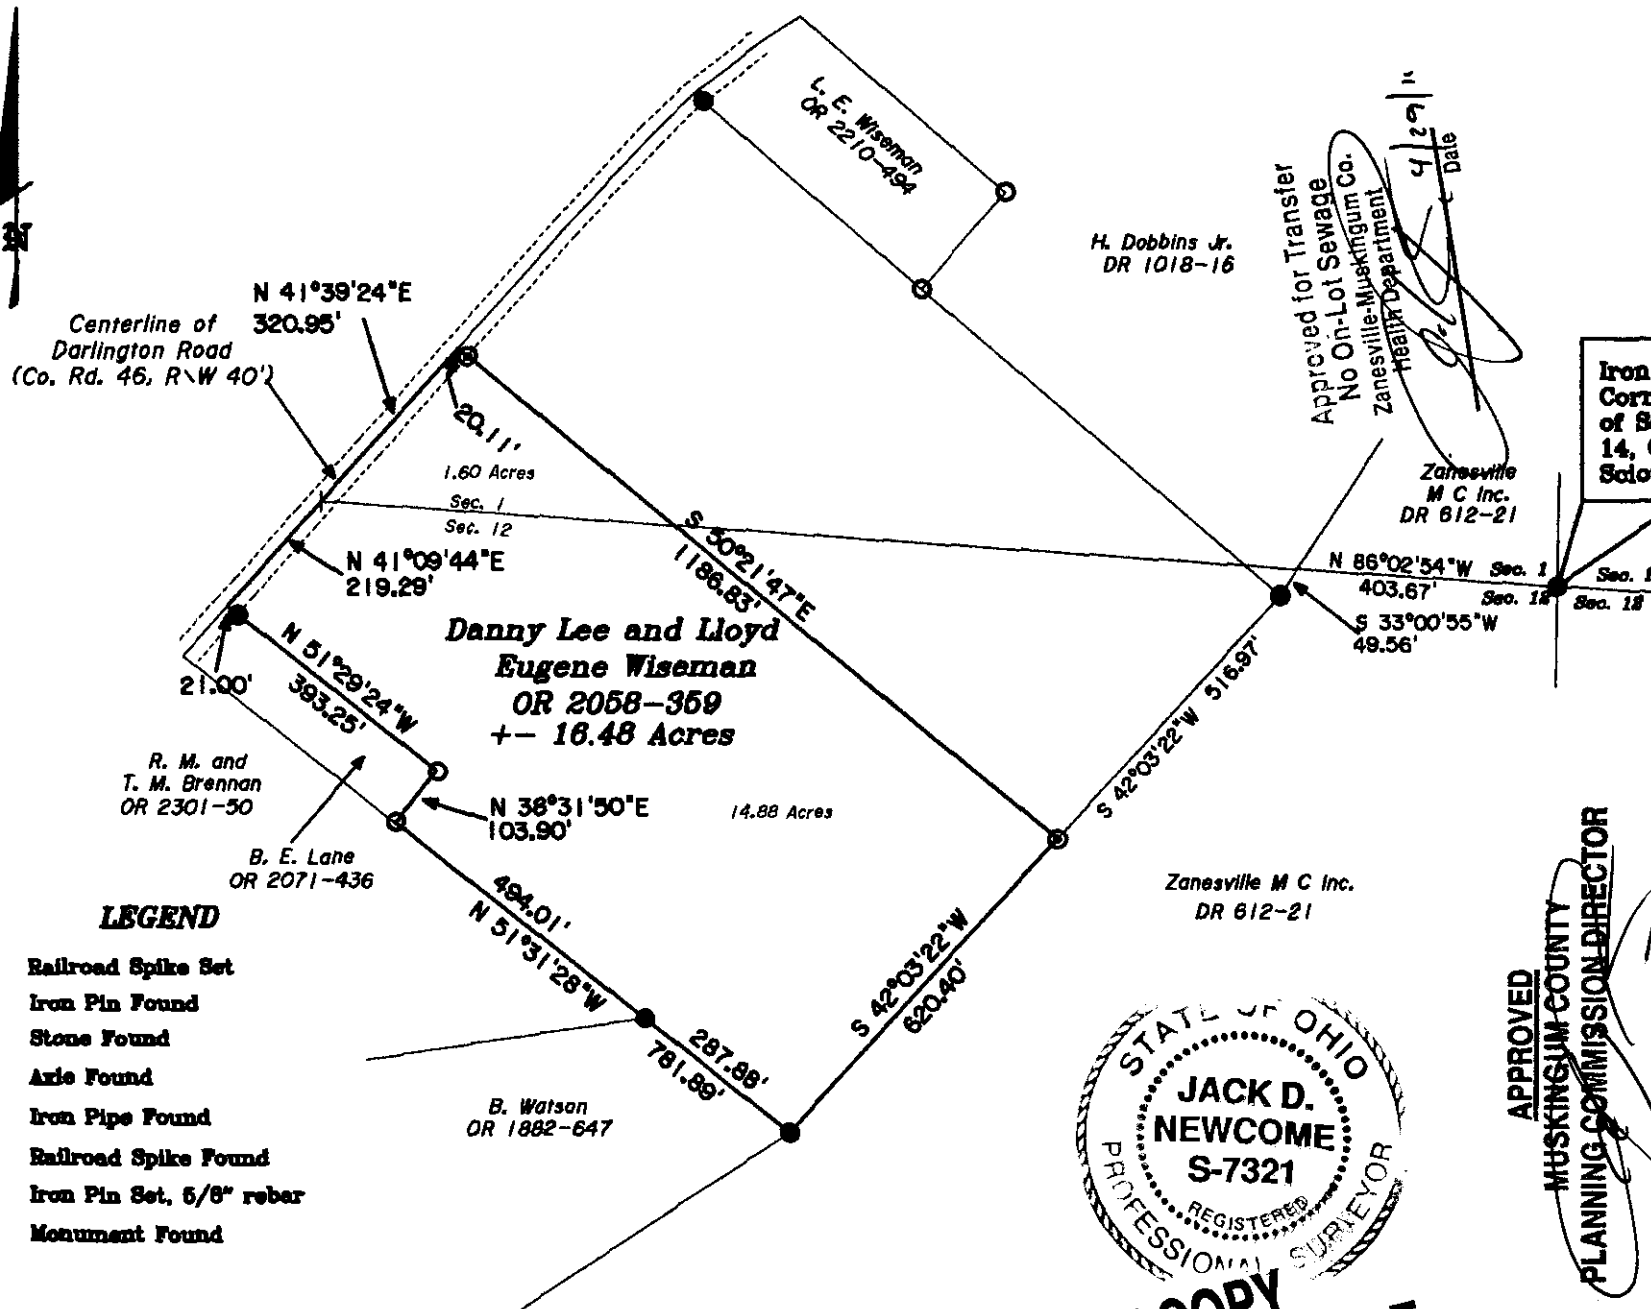 L. E. Wiseman
OR 2210-494
H. Dobbins Jr.
DR 1018-16
Approved for Transfer
No On-Lot Sewage
Zanesville-Muskingum Co.
Health Department
4/29/11
Date
N 41°39'24"E
320.95'
Centerline of
Darlington Road
(Co. Rd. 46, R\W 40')
20.11'
1.60 Acres
Sec. 1
Sec. 12
N 41°09'44"E
219.29'
S 50°21'47"E
1186.83'
Iron
of
14,
Zanesville
M C Inc.
DR 612-21
N 86°02'54"W
403.67'
Sec. 1
Sec. 12
Sec.
Sec.
S 33°00'55"W
49.56'
Danny Lee and Lloyd
Eugene Wiseman
OR 2058-359
+- 16.48 Acres
21.00'
N 51°29'24"W
393.25'
S 42°03'22"W 516.97'
R. M. and
T. M. Brennan
OR 2301-50
N 38°31'50"E
103.90'
14.88 Acres
B. E. Lane
OR 2071-436
Zanesville M C Inc.
DR 612-21
494.01'
N 51°31'28"W
S 42°03'22"W
620.40'
287.88'
781.89'
B. Watson
OR 1882-647
LEGEND
Railroad Spike Set
Iron Pin Found
Stone Found
Axle Found
Iron Pipe Found
Railroad Spike Found
Iron Pin Set, 5/8" rebar
Monument Found
STATE OF OHIO
JACK D.
NEWCOME
S-7321
REGISTERED
PROFESSIONAL SURVEYOR
COPY
APPROVED
MUSKINGUM COUNTY
PLANNING COMMISSION DIRECTOR